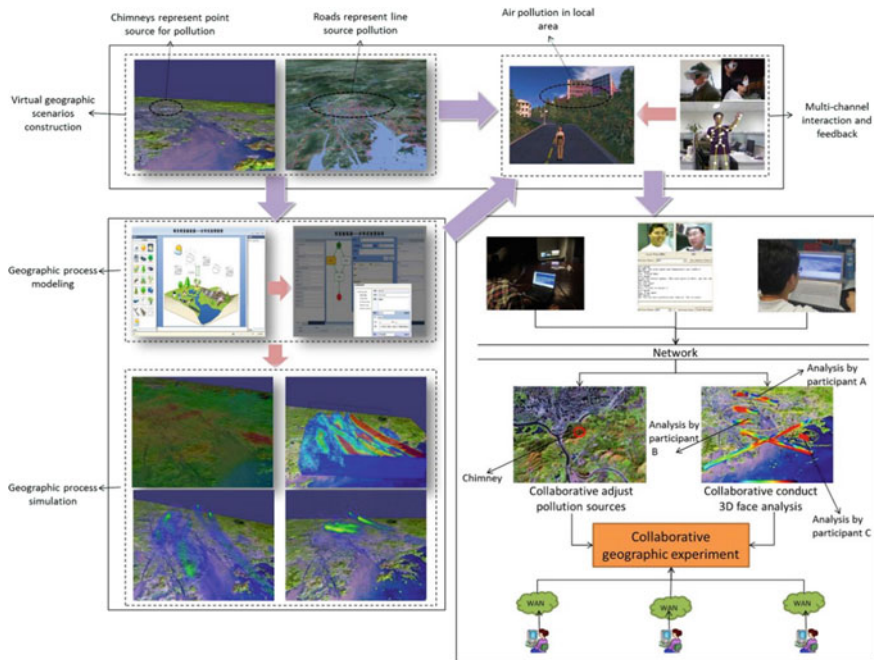 Chimneys represent point
source for pollution
Roads represent line
source pollution
Air pollution in local
area
Virtual geographic
scenarios
construction
Multi-channel
interaction and
feedback
Geographic process
modeling
Geographic process
simulation
Network
Analysis by
participant A
Analysis by
participant
B
Chimney
Collaborative adjust
pollution sources
Collaborative conduct
3D face analysis
Analysis by
participant C
Collaborative
geographic experiment
WAN
WAN
WAN